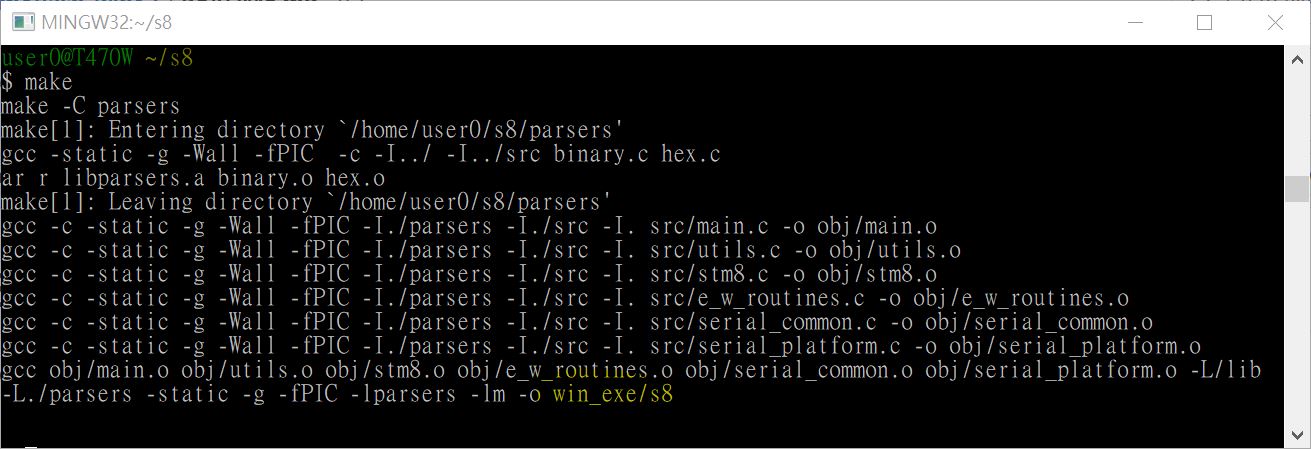 MINGW32:~/s8
user0@T470W ~/s8
$ make
make -C parsers
make[1]: Entering directory `/home/user0/s8/parsers'
gcc -static -g -Wall -fPIC  -c -I../ -I../src binary.c hex.c
ar r libparsers.a binary.o hex.o
make[1]: Leaving directory `/home/user0/s8/parsers'
gcc -c -static -g -Wall -fPIC -I./parsers -I./src -I. src/main.c -o obj/main.o
gcc -c -static -g -Wall -fPIC -I./parsers -I./src -I. src/utils.c -o obj/utils.o
gcc -c -static -g -Wall -fPIC -I./parsers -I./src -I. src/stm8.c -o obj/stm8.o
gcc -c -static -g -Wall -fPIC -I./parsers -I./src -I. src/e_w_routines.c -o obj/e_w_routines.o
gcc -c -static -g -Wall -fPIC -I./parsers -I./src -I. src/serial_common.c -o obj/serial_common.o
gcc -c -static -g -Wall -fPIC -I./parsers -I./src -I. src/serial_platform.c -o obj/serial_platform.o
gcc obj/main.o obj/utils.o obj/stm8.o obj/e_w_routines.o obj/serial_common.o obj/serial_platform.o -L/lib
-L./parsers -static -g -fPIC -lparsers -lm -o win_exe/s8